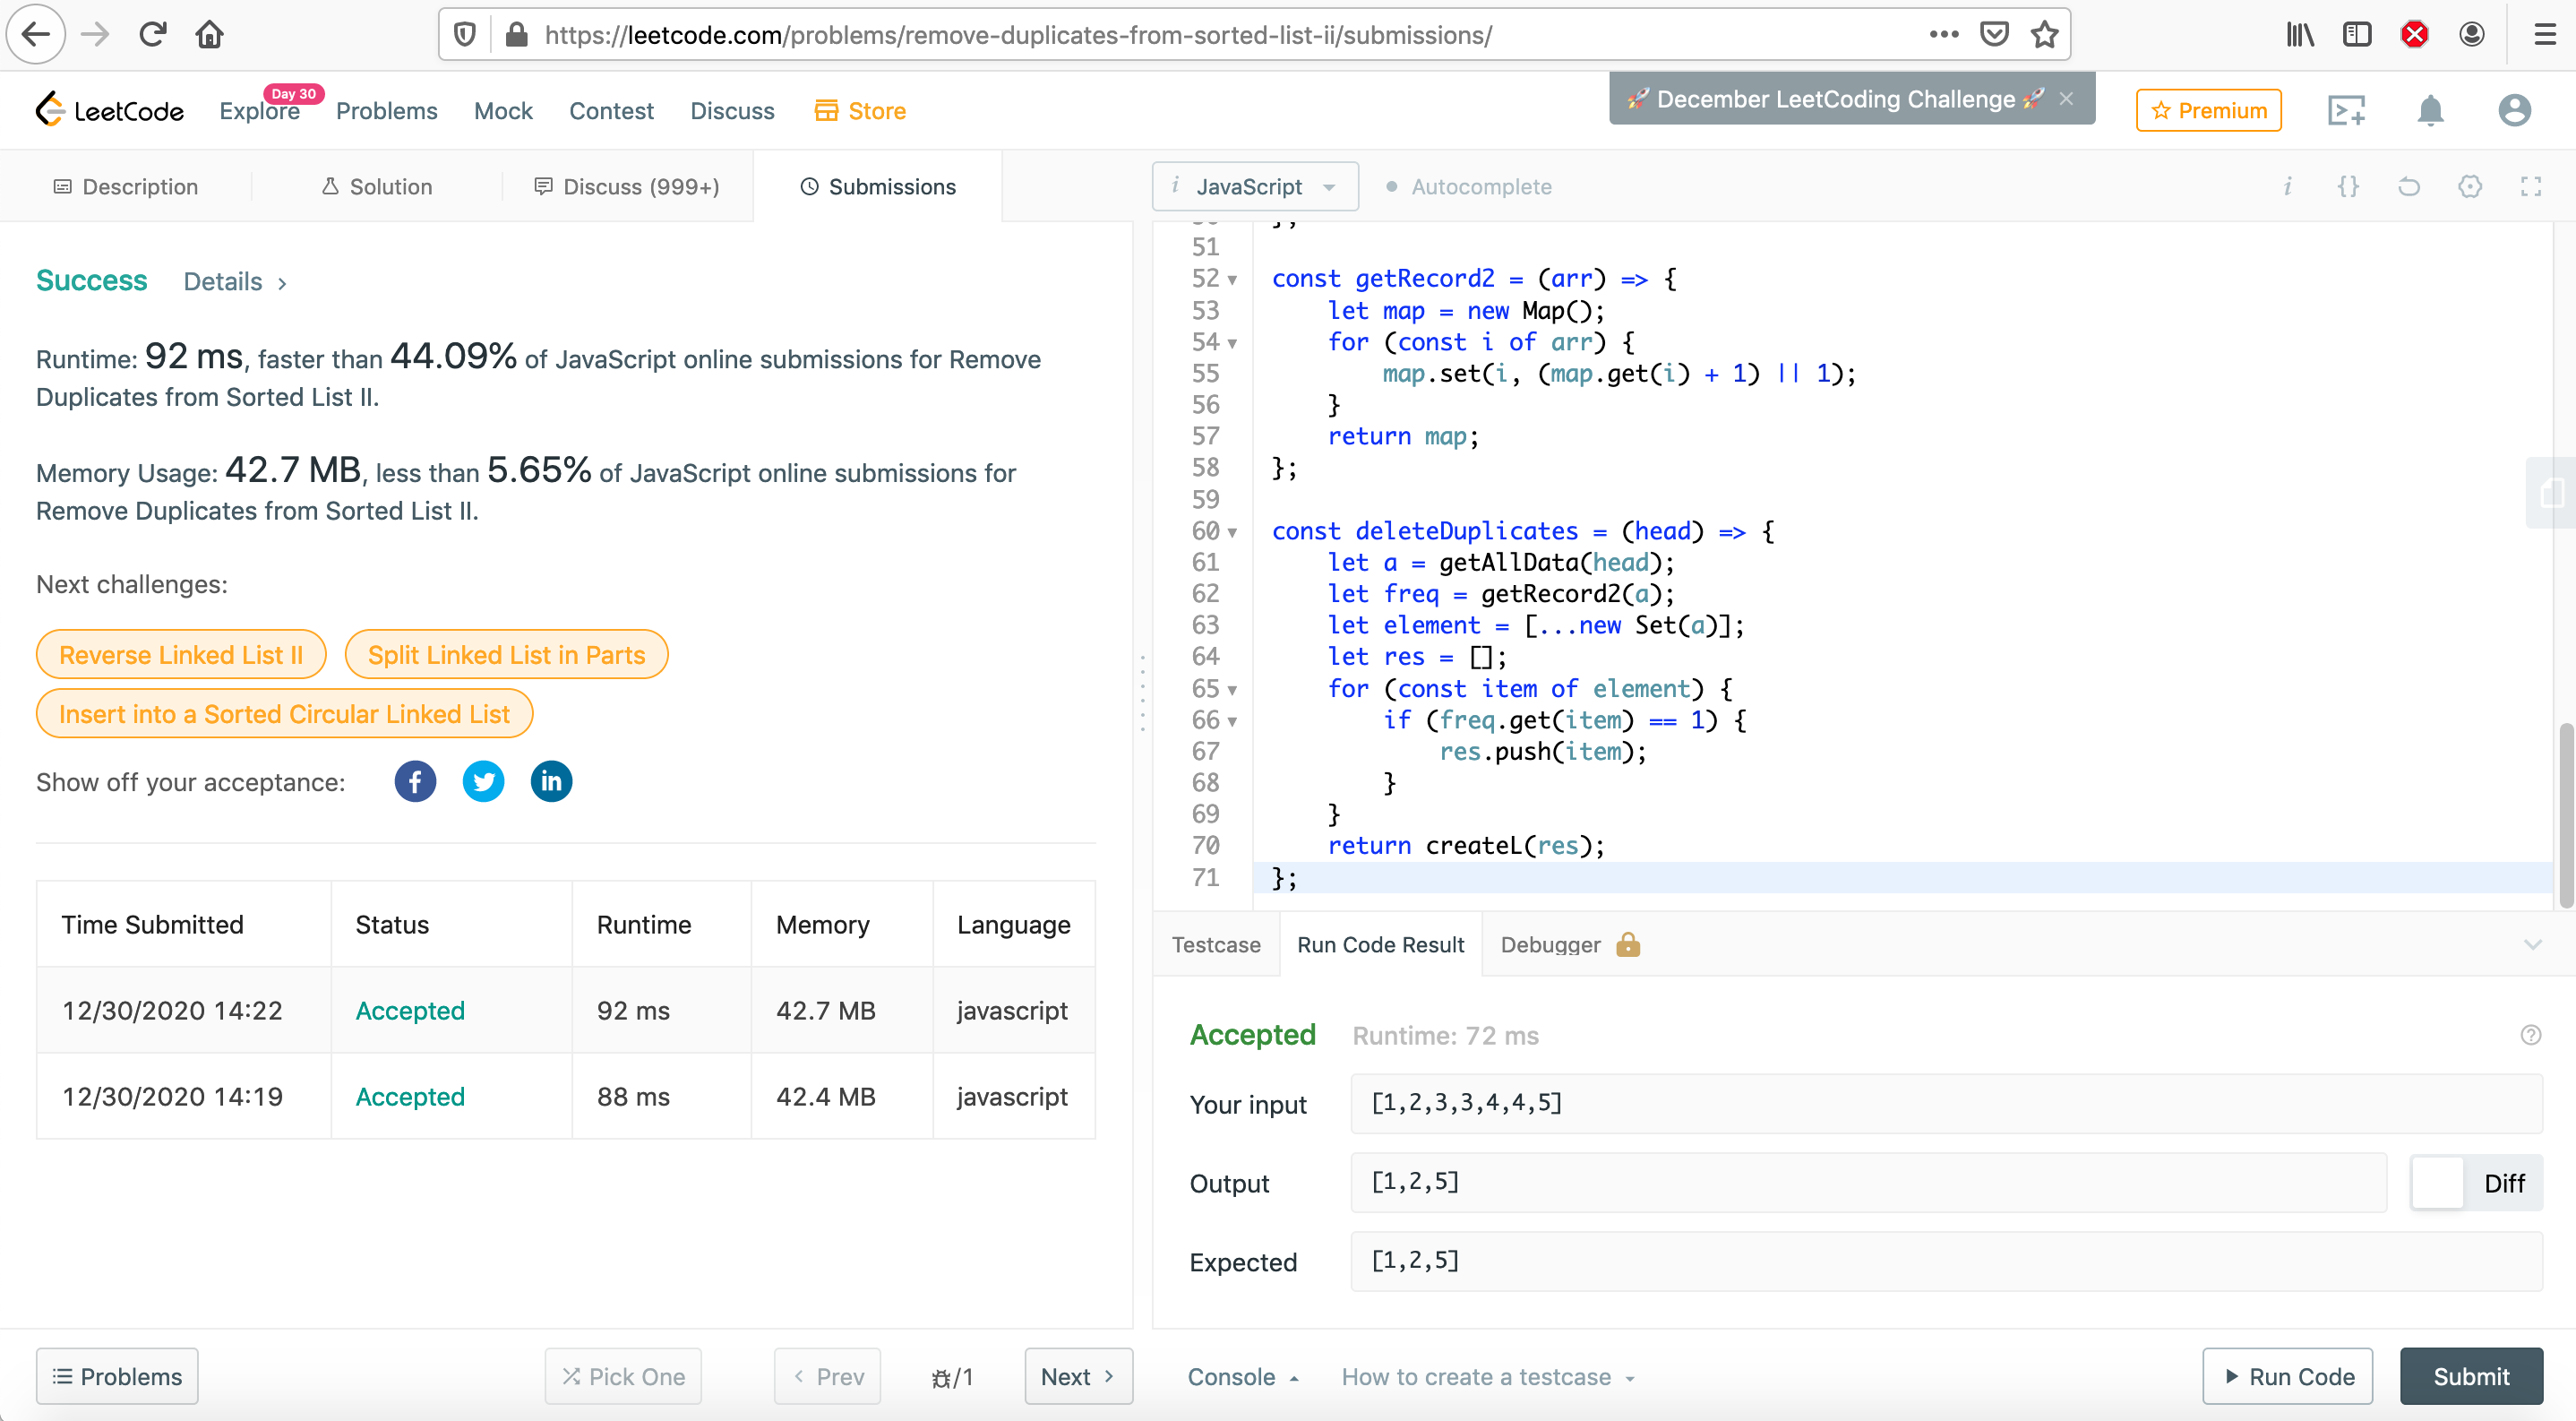 https://leetcode.com/problems/remove-duplicates-from-sorted-list-ii/submissions/
LeetCode
Explore
Day 30
Problems
Mock
Contest
Discuss
Store
🚀 December LeetCoding Challenge 🚀 ×
Premium
Description
Solution
Discuss (999+)
Submissions
Success
Details >
Runtime: 92 ms, faster than 44.09% of JavaScript online submissions for Remove
Duplicates from Sorted List II.
Memory Usage: 42.7 MB, less than 5.65% of JavaScript online submissions for
Remove Duplicates from Sorted List II.
Next challenges:
Reverse Linked List II
Split Linked List in Parts
Insert into a Sorted Circular Linked List
Show off your acceptance:
Time Submitted Status Runtime Memory Language
12/30/2020 14:22 Accepted 92 ms 42.7 MB javascript
12/30/2020 14:19 Accepted 88 ms 42.4 MB javascript
Problems
Pick One
< Prev
/1
Next >
i JavaScript
Autocomplete
51
52 const getRecord2 = (arr) => {
53 let map = new Map();
54 for (const i of arr) {
55 map.set(i, (map.get(i) + 1) || 1);
56 }
57 return map;
58 };
59
60 const deleteDuplicates = (head) => {
61 let a = getAllData(head);
62 let freq = getRecord2(a);
63 let element = [...new Set(a)];
64 let res = [];
65 for (const item of element) {
66 if (freq.get(item) == 1) {
67 res.push(item);
68 }
69 }
70 return createL(res);
71 };
Testcase
Run Code Result
Debugger
Accepted Runtime: 72 ms
Your input [1,2,3,3,4,4,5]
Output [1,2,5]
Diff
Expected [1,2,5]
Console
How to create a testcase
Run Code
Submit